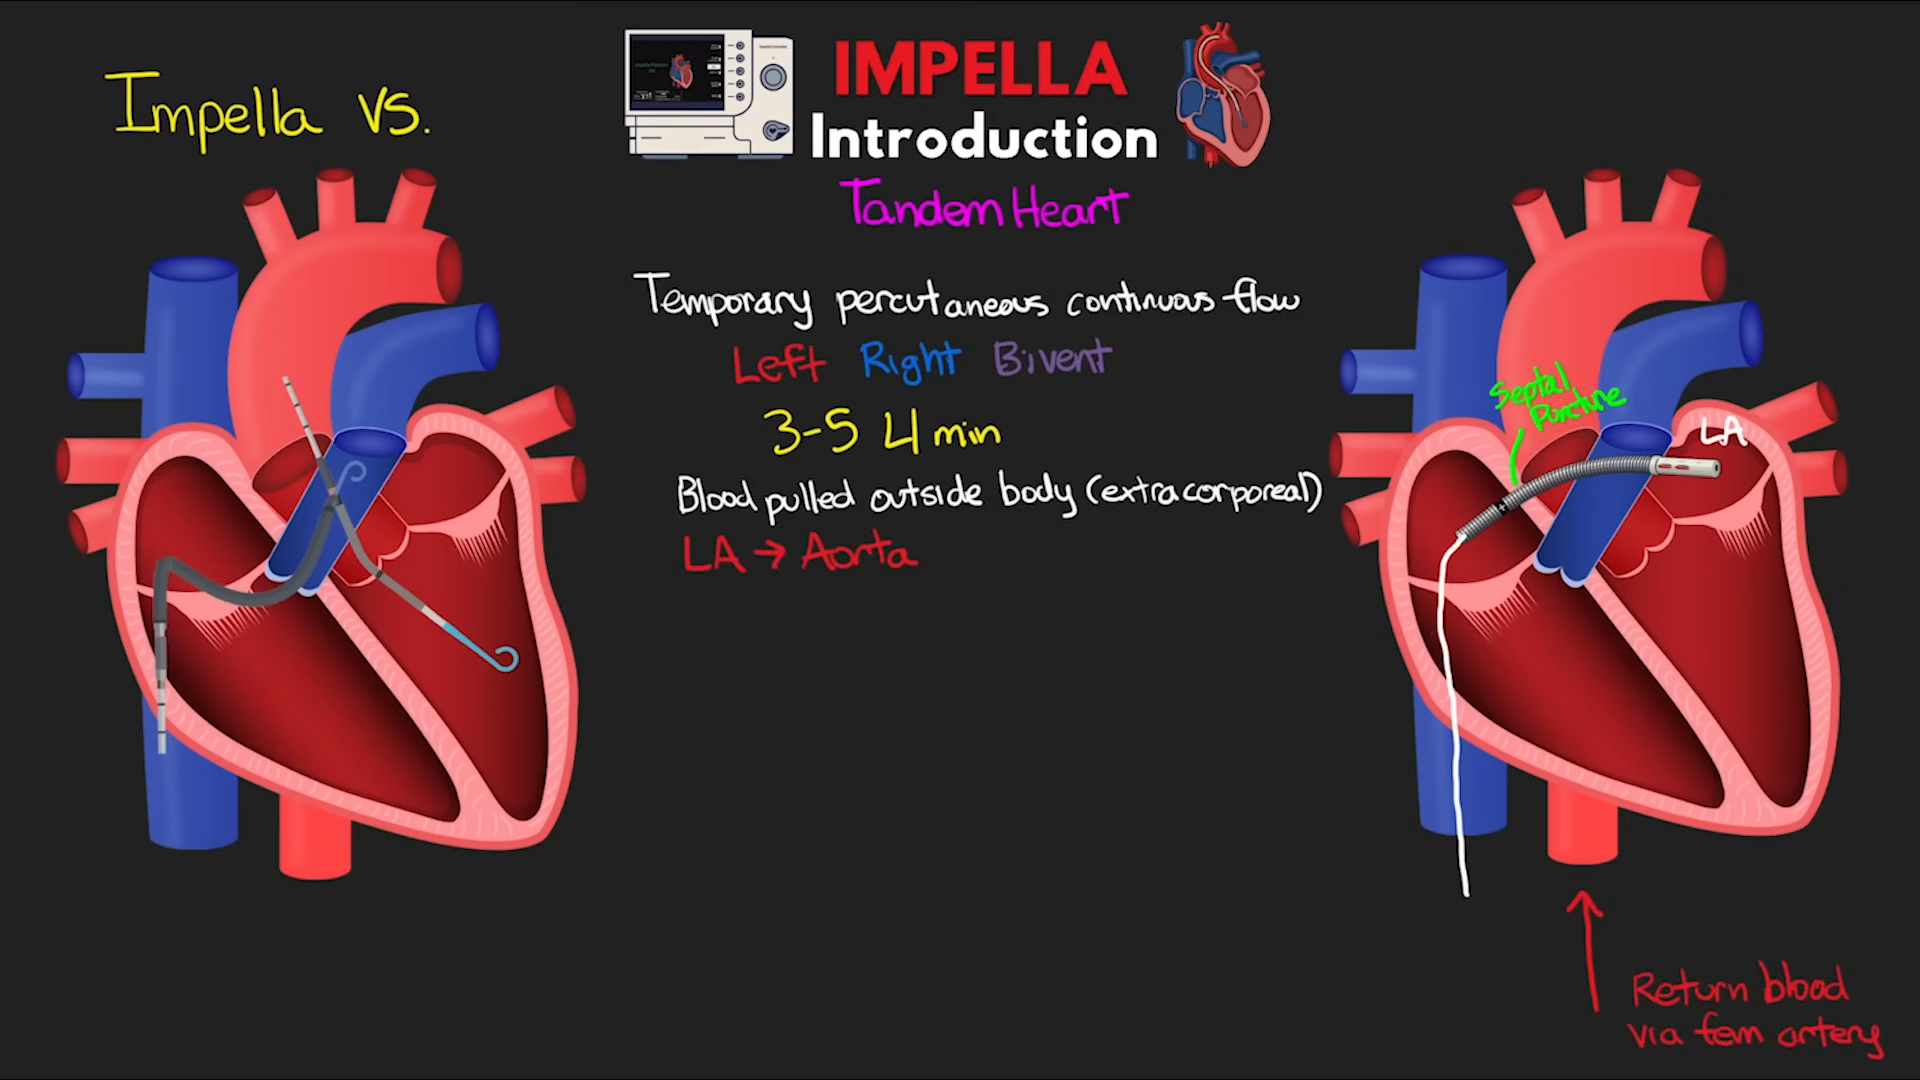 Impella vs.
IMPELLA
Introduction
Tandem Heart
Temporary percutaneous continuous flow
Left Right Bivent
3-5 L/min
Blood pulled outside body (extracorporeal)
LA → Aorta
Septal
Puncture
LA
Return blood
via fem artery